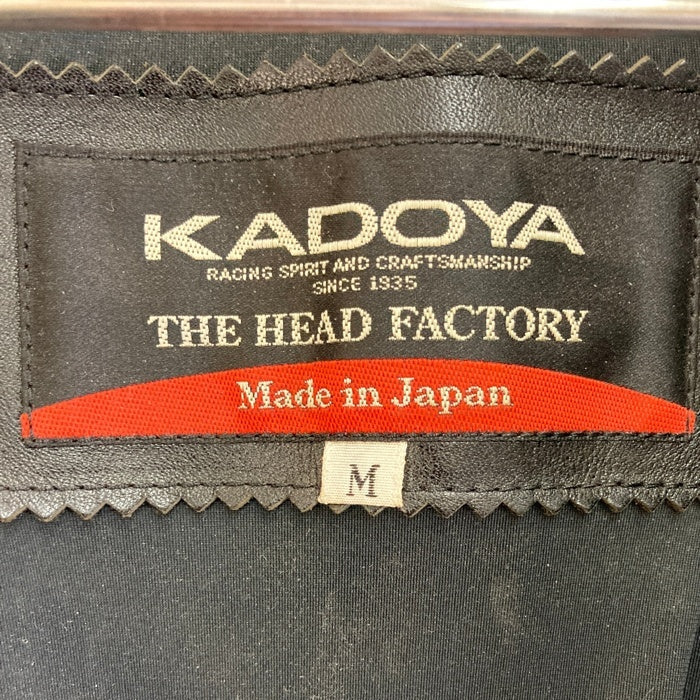 KADOYA
RACING SPIRIT AND CRAFTSMANSHIP
SINCE 1935
THE HEAD FACTORY
Made in Japan
M